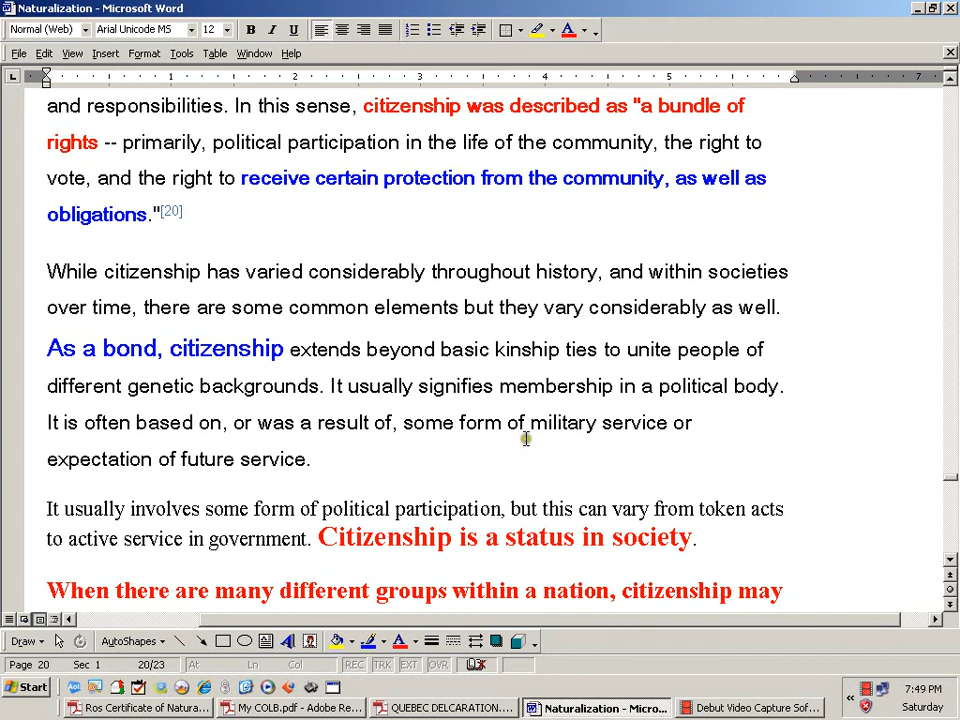 Naturalization - Microsoft Word
Normal (Web) Arial Unicode MS 12 B I U
File Edit View Insert Format Tools Table Window Help
1 2 3 4 5 6 7
and responsibilities. In this sense, citizenship was described as "a bundle of
rights -- primarily, political participation in the life of the community, the right to
vote, and the right to receive certain protection from the community, as well as
obligations."[20]
While citizenship has varied considerably throughout history, and within societies
over time, there are some common elements but they vary considerably as well.
As a bond, citizenship extends beyond basic kinship ties to unite people of
different genetic backgrounds. It usually signifies membership in a political body.
It is often based on, or was a result of, some form of military service or
expectation of future service.
It usually involves some form of political participation, but this can vary from token acts
to active service in government. Citizenship is a status in society.
When there are many different groups within a nation, citizenship may
Draw AutoShapes
Page 20 Sec 1 20/23 At Ln Col REC TRK EXT OVR
Start
7:49 PM
Saturday
Ros Certificate of Natura... My COLB.pdf - Adobe Re... QUEBEC DELCARATION.... Naturalization - Micros... Debut Video Capture Sof...